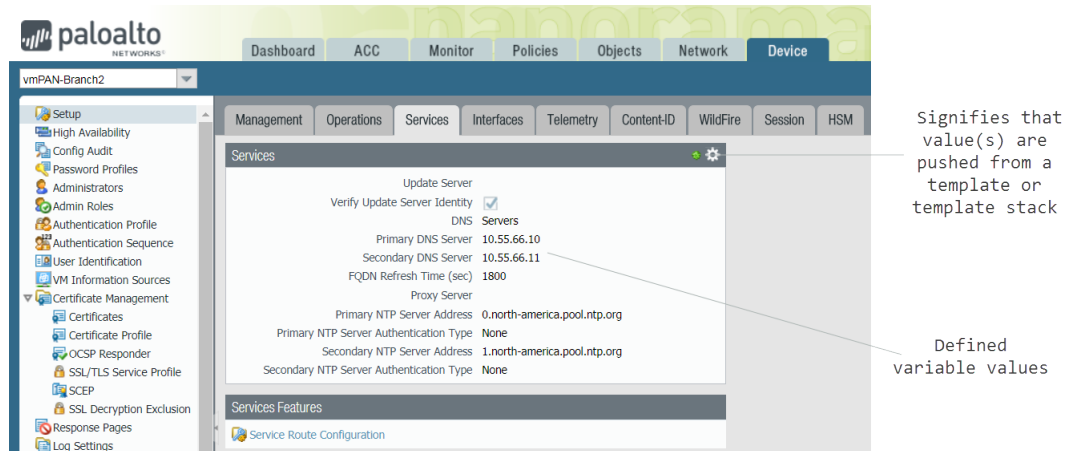 paloalto
NETWORKS®
panorama
Dashboard ACC Monitor Policies Objects Network Device
vmPAN-Branch2
Setup
High Availability
Config Audit
Password Profiles
Administrators
Admin Roles
Authentication Profile
Authentication Sequence
User Identification
VM Information Sources
Certificate Management
Certificates
Certificate Profile
OCSP Responder
SSL/TLS Service Profile
SCEP
SSL Decryption Exclusion
Response Pages
Log Settings
Management Operations Services Interfaces Telemetry Content-ID WildFire Session HSM
Services
Update Server
Verify Update Server Identity
DNS Servers
Primary DNS Server 10.55.66.10
Secondary DNS Server 10.55.66.11
FQDN Refresh Time (sec) 1800
Proxy Server
Primary NTP Server Address 0.north-america.pool.ntp.org
Primary NTP Server Authentication Type None
Secondary NTP Server Address 1.north-america.pool.ntp.org
Secondary NTP Server Authentication Type None
Services Features
Service Route Configuration
Signifies that
value(s) are
pushed from a
template or
template stack
Defined
variable values